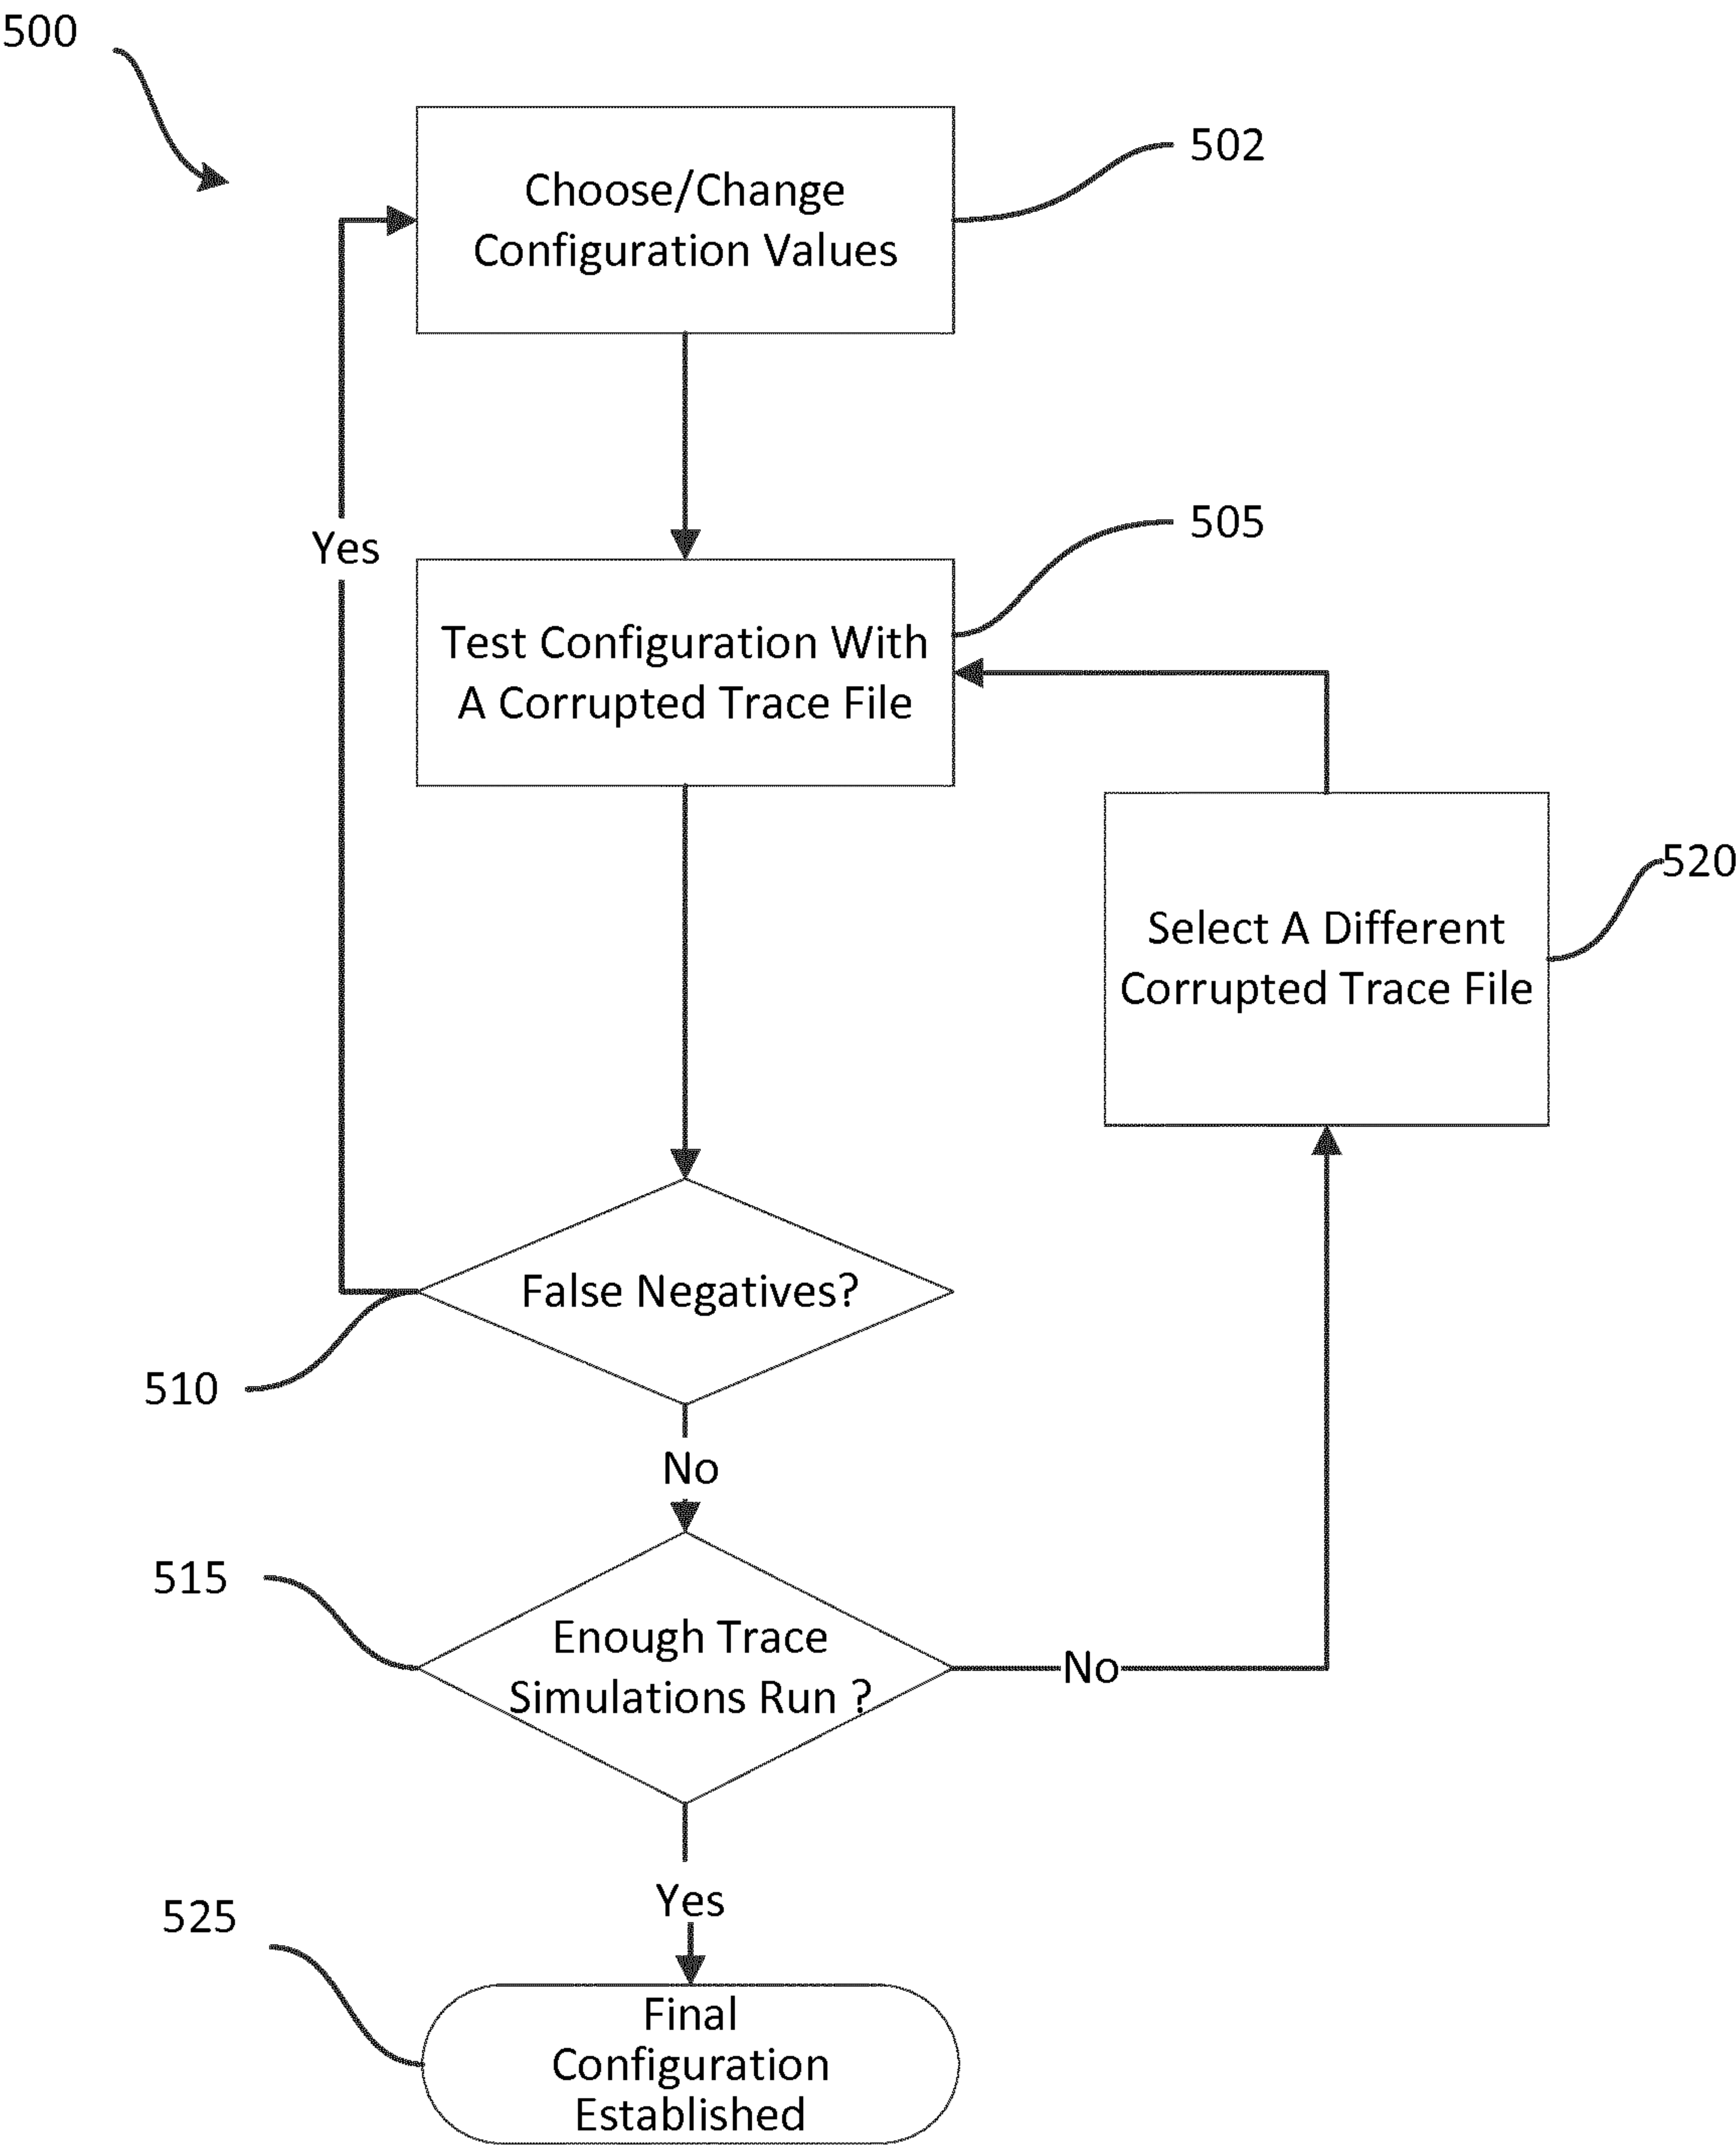 500
502
Choose/Change
Configuration Values
505
Yes
Test Configuration With
A Corrupted Trace File
520
Select A Different
Corrupted Trace File
False Negatives?
510
No
515
Enough Trace
Simulations Run ?
No
Yes
525
Final
Configuration
Established